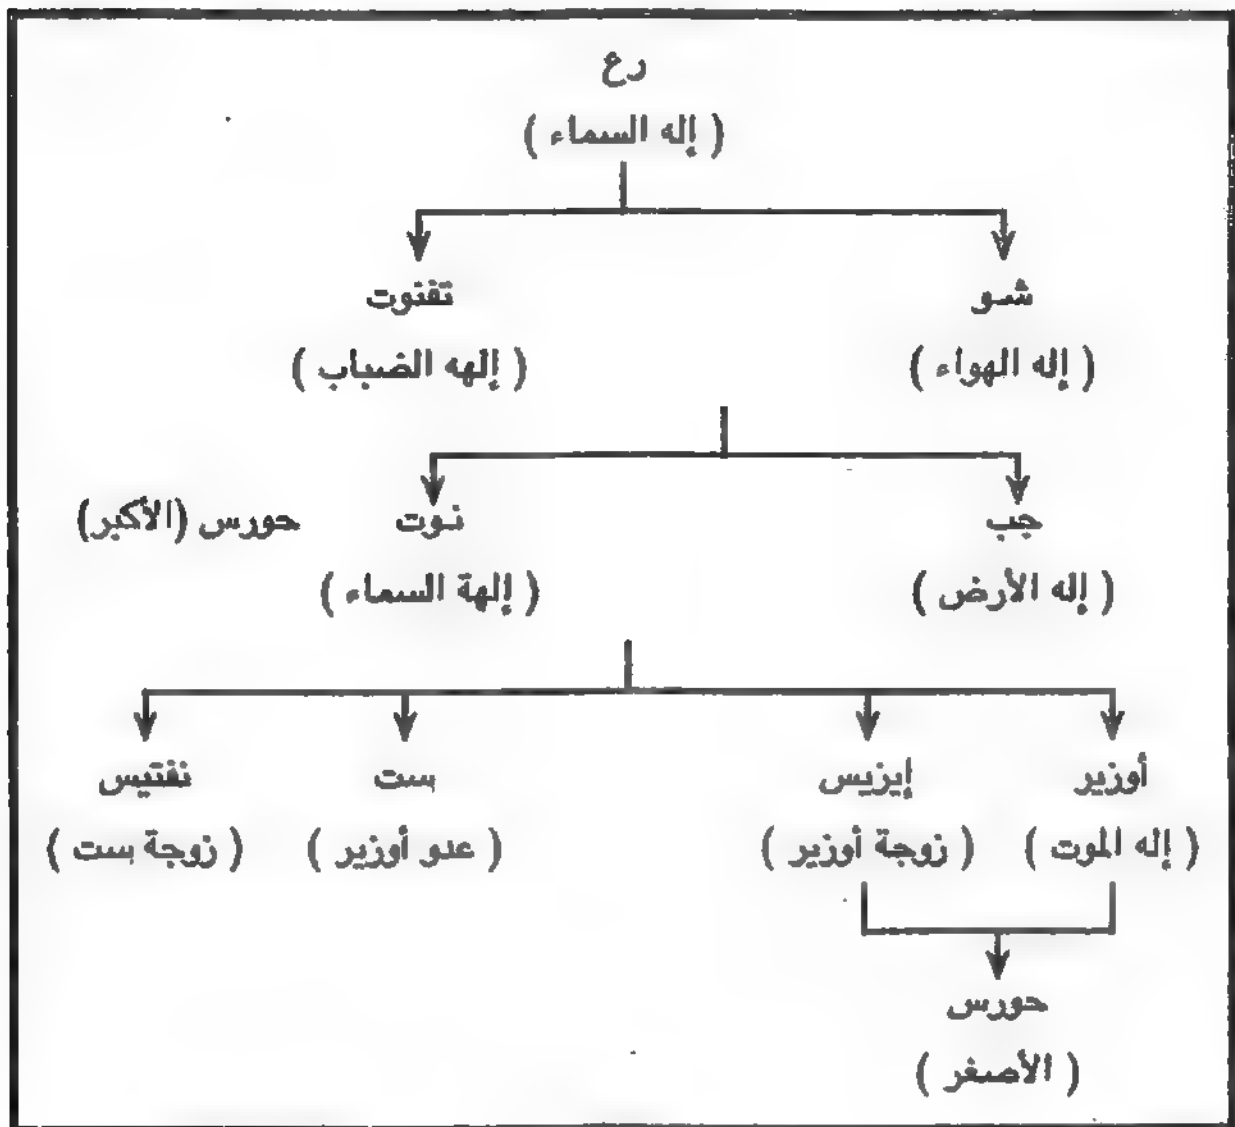 رع
( إله السماء )
شو تفنوت
( إله الهواء ) ( إلهه الضباب )
جب نوت حورس (الأكبر)
( إله الأرض ) ( إلهة السماء )
أوزير إيزيس ست نفتيس
( إله الموت ) ( زوجة أوزير ) ( عدو أوزير ) ( زوجة ست )
حورس
( الأصغر )